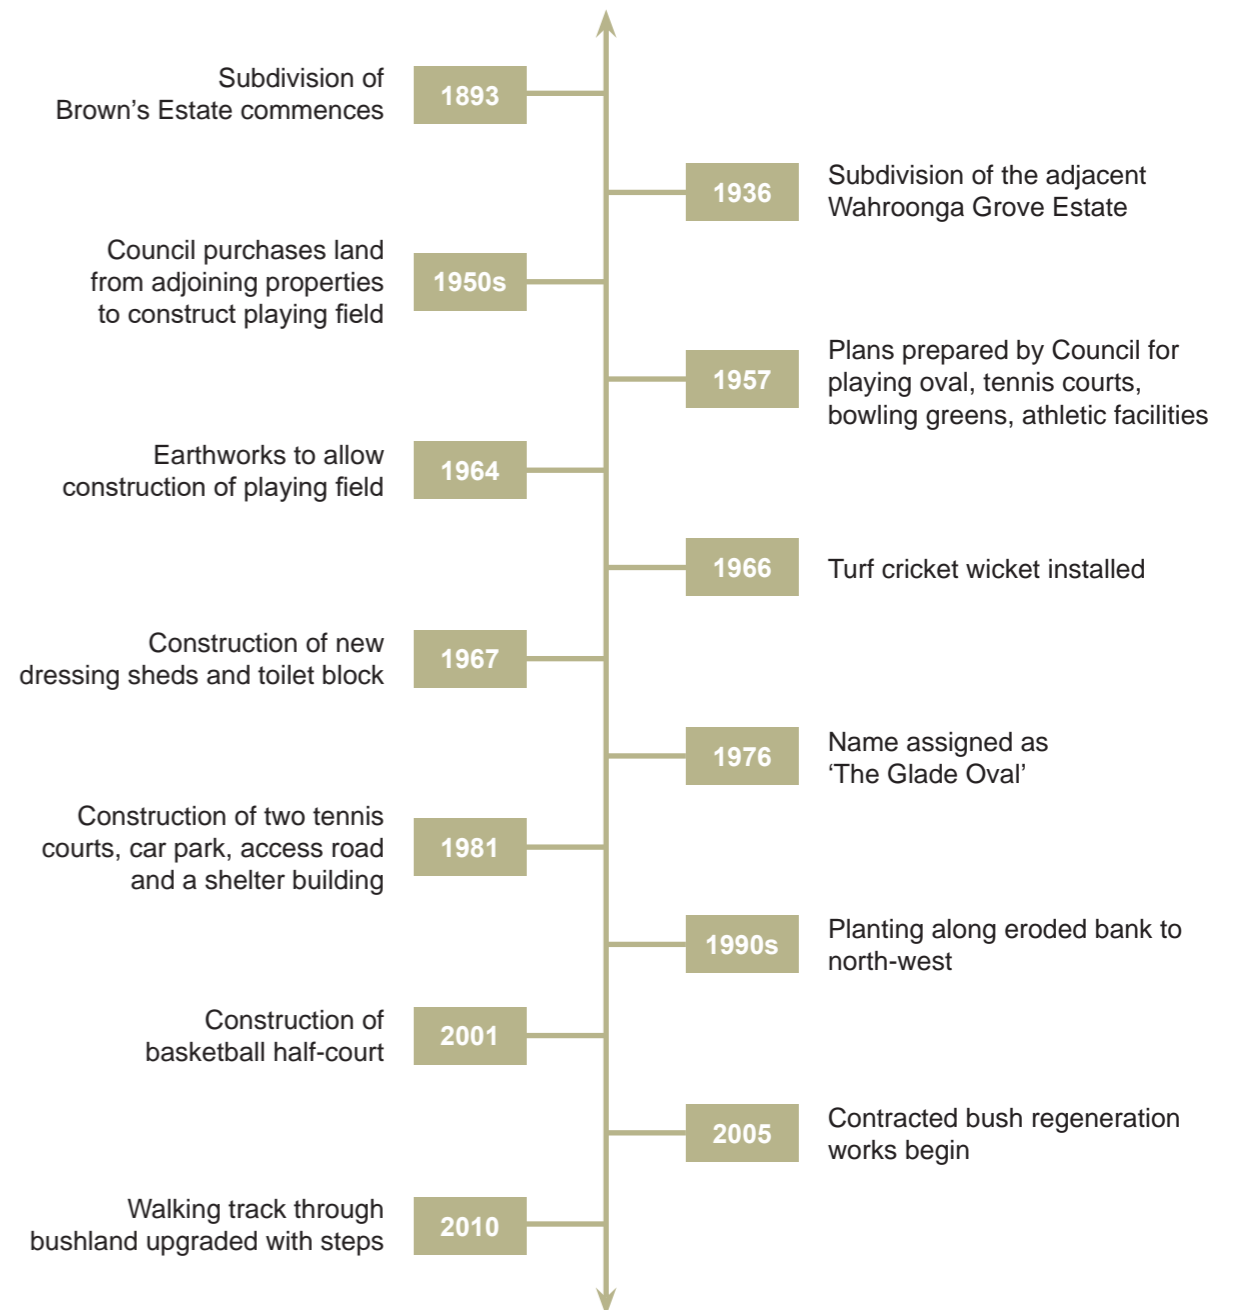 Subdivision of
Brown’s Estate commences
1893
1936
Subdivision of the adjacent
Wahroonga Grove Estate
Council purchases land
from adjoining properties
to construct playing field
1950s
1957
Plans prepared by Council for
playing oval, tennis courts,
bowling greens, athletic facilities
Earthworks to allow
construction of playing field
1964
1966
Turf cricket wicket installed
Construction of new
dressing sheds and toilet block
1967
1976
Name assigned as
‘The Glade Oval’
Construction of two tennis
courts, car park, access road
and a shelter building
1981
1990s
Planting along eroded bank to
north-west
Construction of
basketball half-court
2001
2005
Contracted bush regeneration
works begin
Walking track through
bushland upgraded with steps
2010